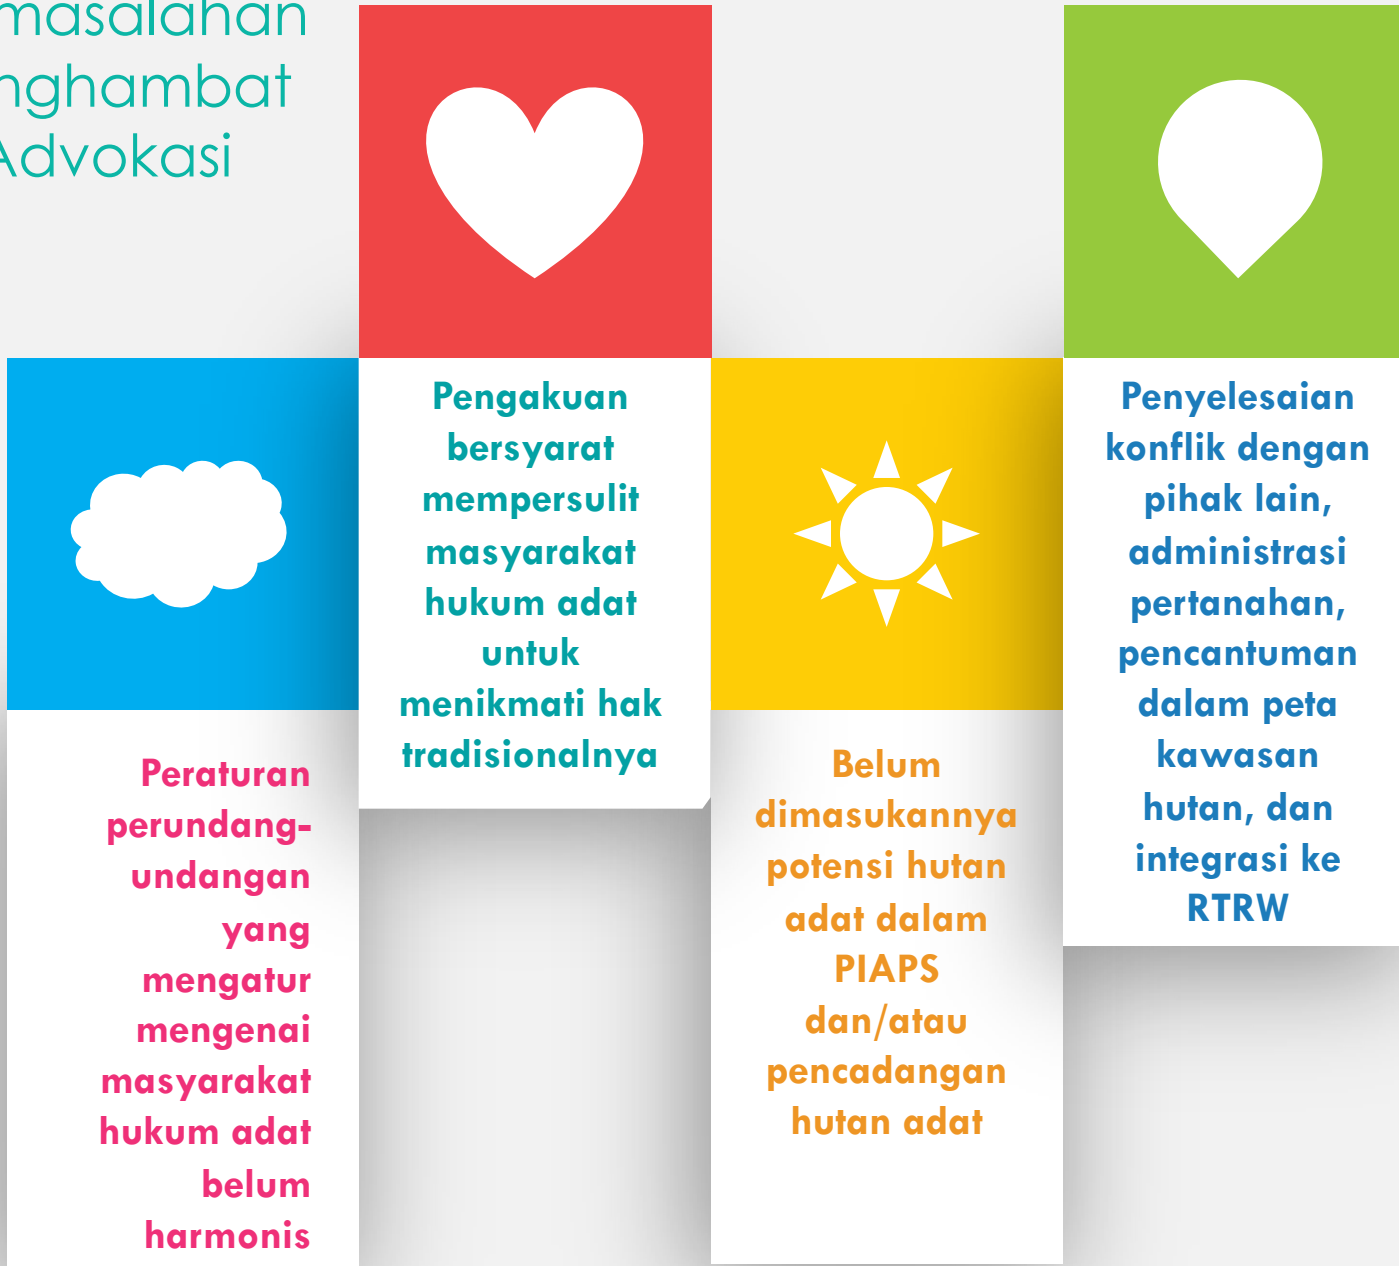 masalahan
nghambat
Advokasi
Peraturan
perundang-
undangan
yang
mengatur
mengenai
masyarakat
hukum adat
belum
harmonis
Pengakuan
bersyarat
mempersulit
masyarakat
hukum adat
untuk
menikmati hak
tradisionalnya
Belum
dimasukannya
potensi hutan
adat dalam
PIAPS
dan/atau
pencadangan
hutan adat
Penyelesaian
konflik dengan
pihak lain,
administrasi
pertanahan,
pencantuman
dalam peta
kawasan
hutan, dan
integrasi ke
RTRW